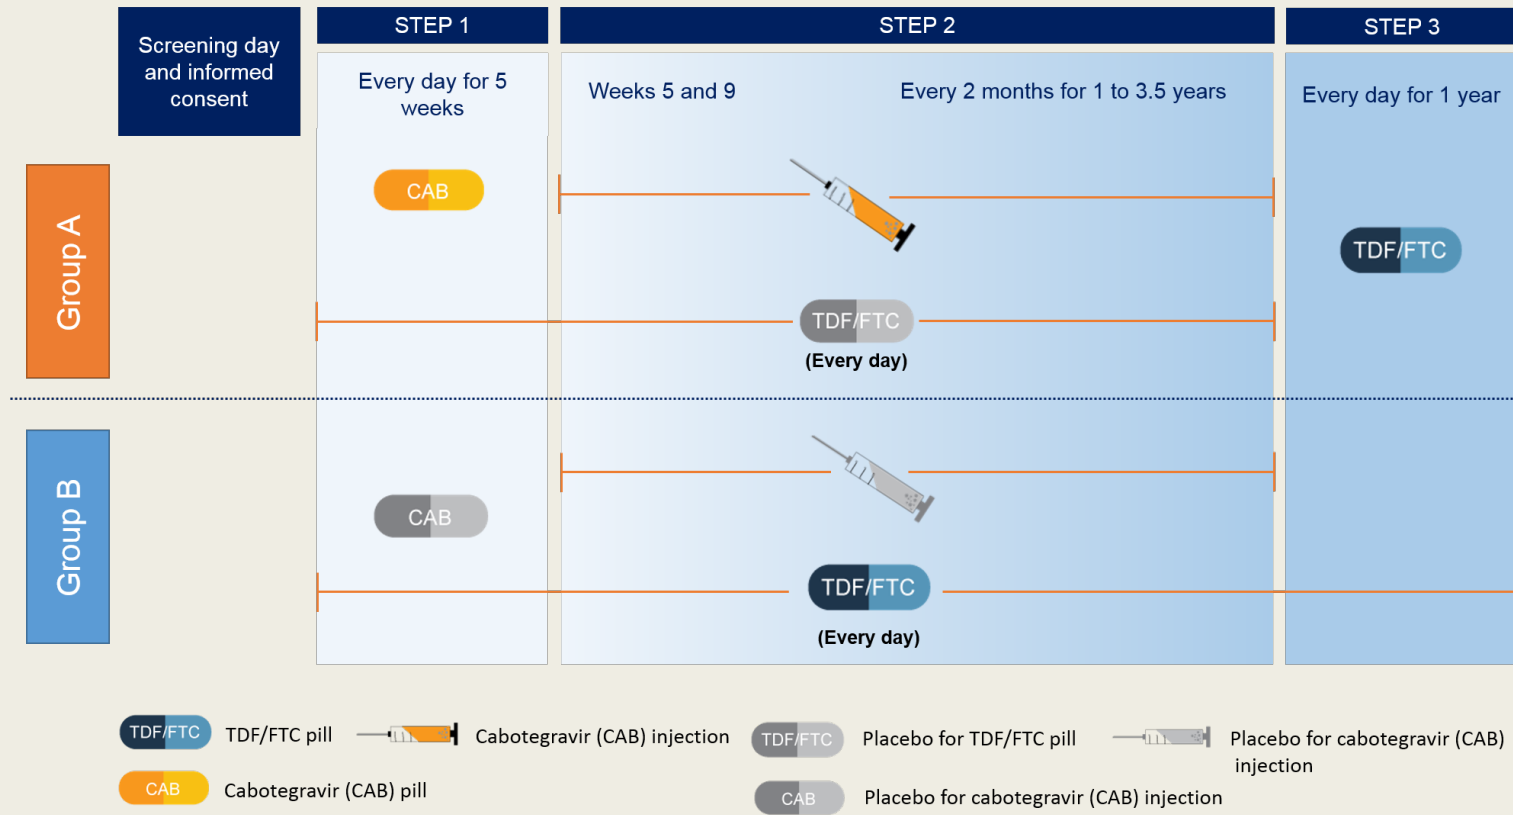 Screening day
and informed
consent
STEP 1
STEP 2
STEP 3
Every day for 5
weeks
Weeks 5 and 9
Every 2 months for 1 to 3.5 years
Every day for 1 year
Group A
CAB
TDF/FTC
TDF/FTC
(Every day)
Group B
CAB
TDF/FTC
(Every day)
TDF/FTC
TDF/FTC pill
Cabotegravir (CAB) injection
TDF/FTC
Placebo for TDF/FTC pill
Placebo for cabotegravir (CAB)
injection
CAB
Cabotegravir (CAB) pill
CAB
Placebo for cabotegravir (CAB) injection